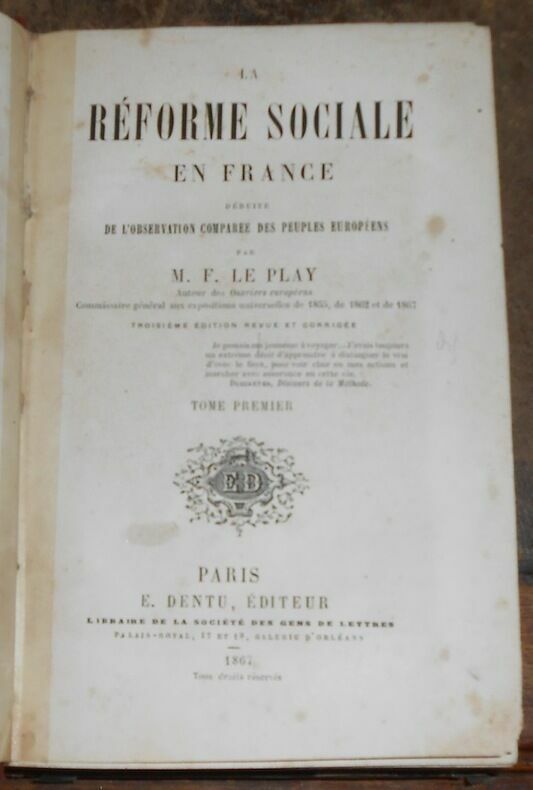 LA
RÉFORME SOCIALE
EN FRANCE
DÉDUITE
DE L'OBSERVATION COMPARÉE DES PEUPLES EUROPÉENS
PAR
M. F. LE PLAY
Auteur des Ouvriers européens
Commissaire général aux expositions universelles de 1855, de 1862 et de 1867
TROISIÈME ÉDITION REVUE ET CORRIGÉE
Je passais ma jeunesse à voyager... J'avais toujours
un extrême désir d'apprendre à distinguer le vrai
d'avec le faux, pour voir clair en mes actions et
marcher avec assurance en cette vie.
DESCARTES, Discours de la Méthode.
TOME PREMIER
E D
PARIS
E. DENTU, ÉDITEUR
LIBRAIRE DE LA SOCIÉTÉ DES GENS DE LETTRES
PALAIS-ROYAL, 17 ET 19, GALERIE D'ORLÉANS
1867
Tous droits réservés